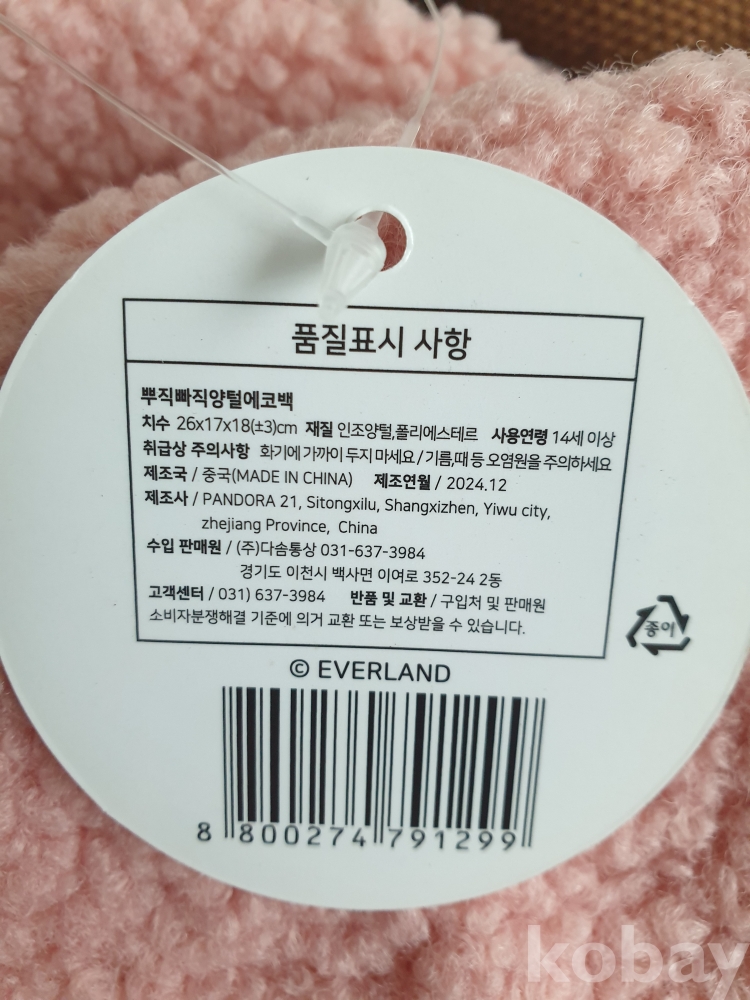 품질표시 사항
뿌직빠직양털에코백
치수 26x17x18(±3)cm 재질 인조양털,폴리에스테르 사용연령 14세 이상
취급상 주의사항 화기에 가까이 두지 마세요 / 기름,때 등 오염원을 주의하세요
제조국 / 중국(MADE IN CHINA) 제조연월 / 2024.12
제조사 / PANDORA 21, Sitongxilu, Shangxizhen, Yiwu city,
zhejiang Province, China
수입 판매원 / (주)다솜통상 031-637-3984
경기도 이천시 백사면 이여로 352-24 2동
고객센터 / 031) 637-3984 반품 및 교환 / 구입처 및 판매원
소비자분쟁해결 기준에 의거 교환 또는 보상받을 수 있습니다.
종이
© EVERLAND
8 800274 791299
kobay